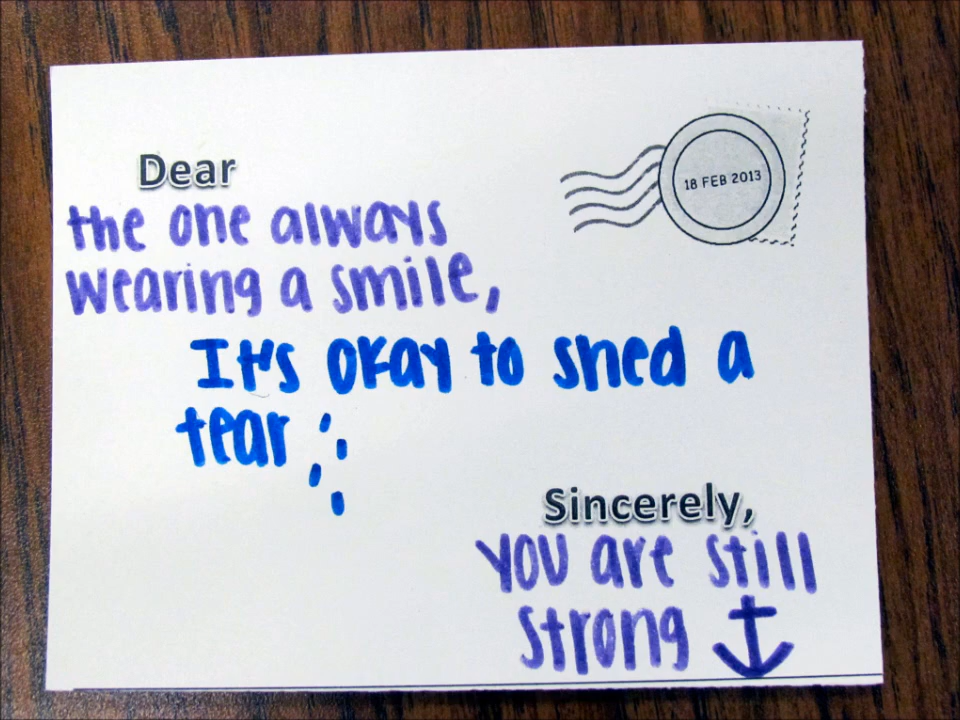 Dear
18 FEB 2013
the one always
wearing a smile,
It's okay to shed a
tear
Sincerely,
you are still
strong